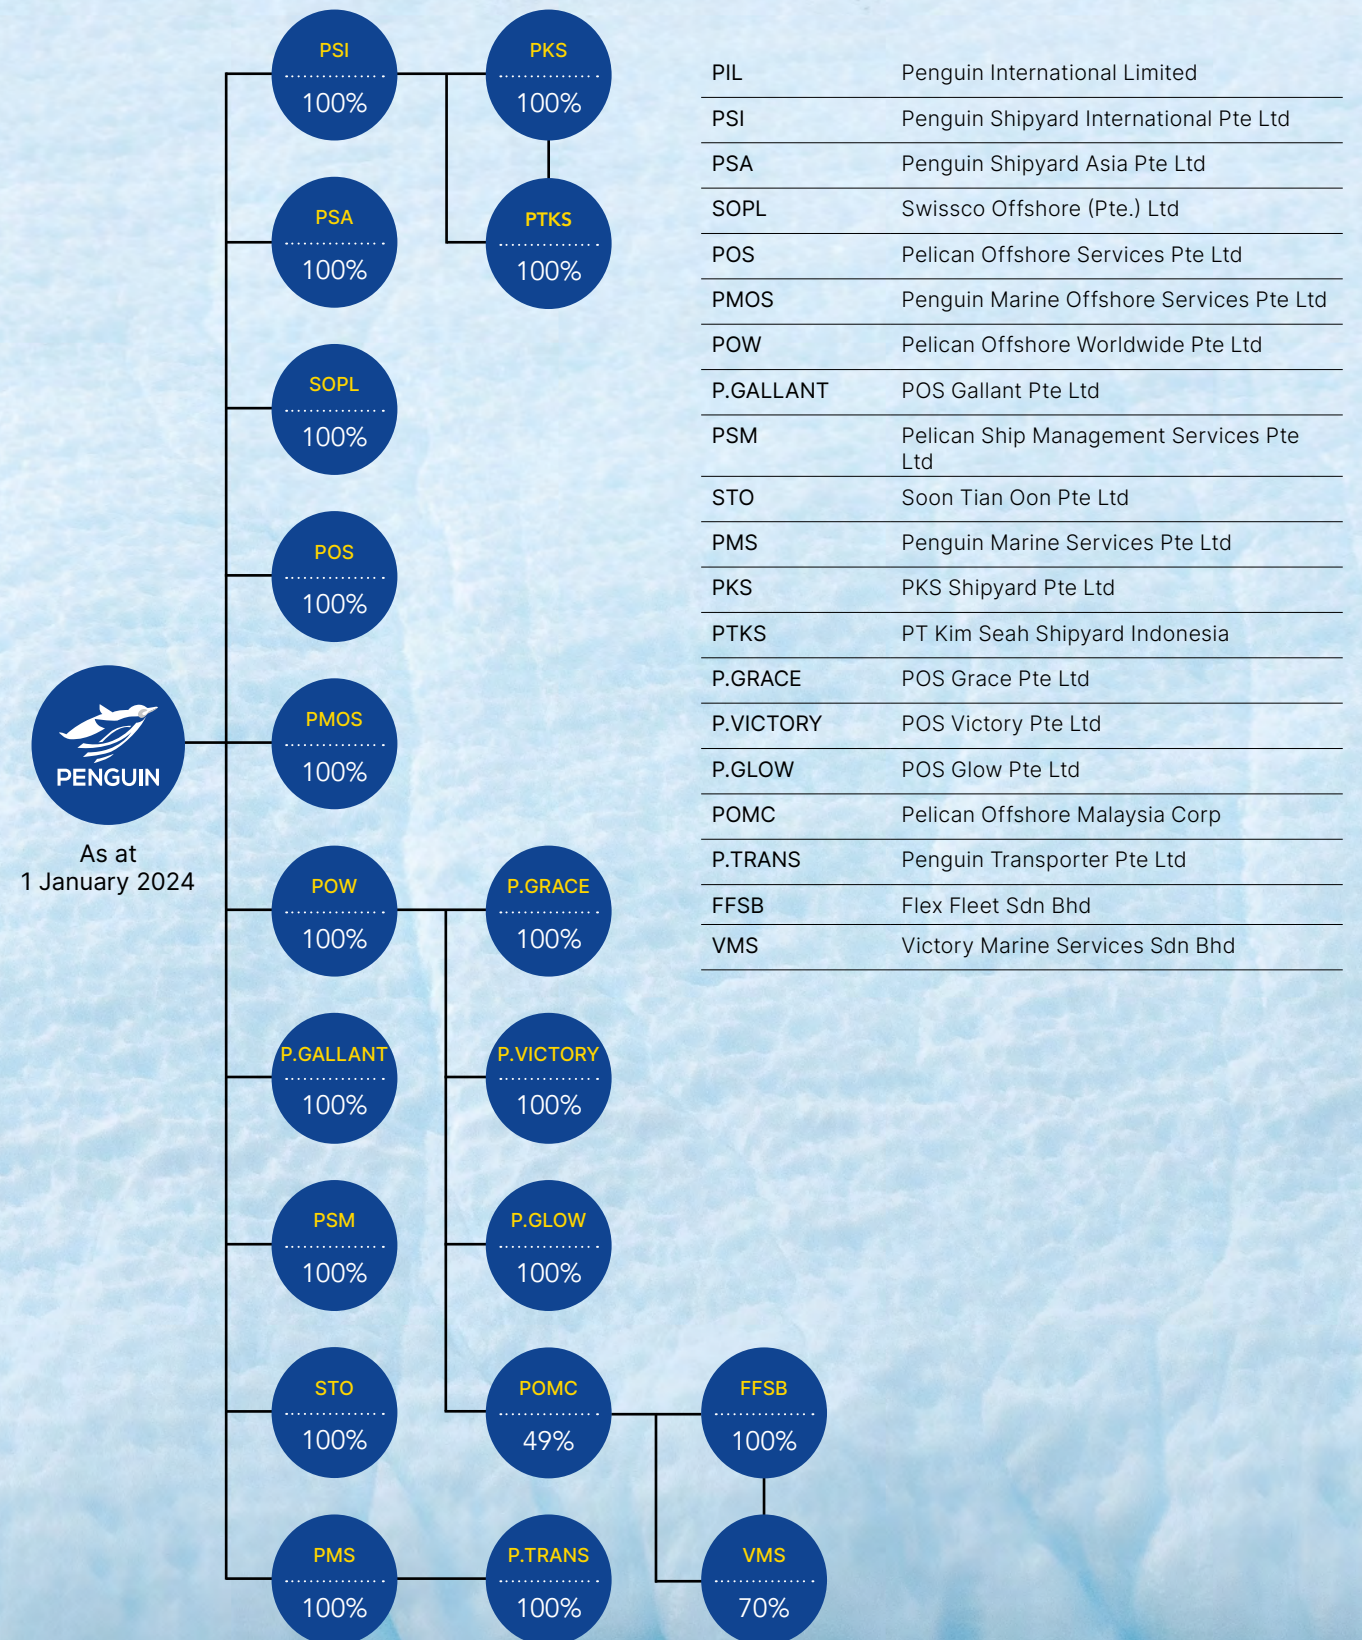 PSI
100%
PKS
100%
PSA
100%
PTKS
100%
SOPL
100%
POS
100%
PENGUIN
As at
1 January 2024
PMOS
100%
POW
100%
P.GRACE
100%
P.GALLANT
100%
P.VICTORY
100%
PSM
100%
P.GLOW
100%
STO
100%
POMC
49%
FFSB
100%
PMS
100%
P.TRANS
100%
VMS
70%
PIL Penguin International Limited
PSI Penguin Shipyard International Pte Ltd
PSA Penguin Shipyard Asia Pte Ltd
SOPL Swissco Offshore (Pte.) Ltd
POS Pelican Offshore Services Pte Ltd
PMOS Penguin Marine Offshore Services Pte Ltd
POW Pelican Offshore Worldwide Pte Ltd
P.GALLANT POS Gallant Pte Ltd
PSM Pelican Ship Management Services Pte
Ltd
STO Soon Tian Oon Pte Ltd
PMS Penguin Marine Services Pte Ltd
PKS PKS Shipyard Pte Ltd
PTKS PT Kim Seah Shipyard Indonesia
P.GRACE POS Grace Pte Ltd
P.VICTORY POS Victory Pte Ltd
P.GLOW POS Glow Pte Ltd
POMC Pelican Offshore Malaysia Corp
P.TRANS Penguin Transporter Pte Ltd
FFSB Flex Fleet Sdn Bhd
VMS Victory Marine Services Sdn Bhd